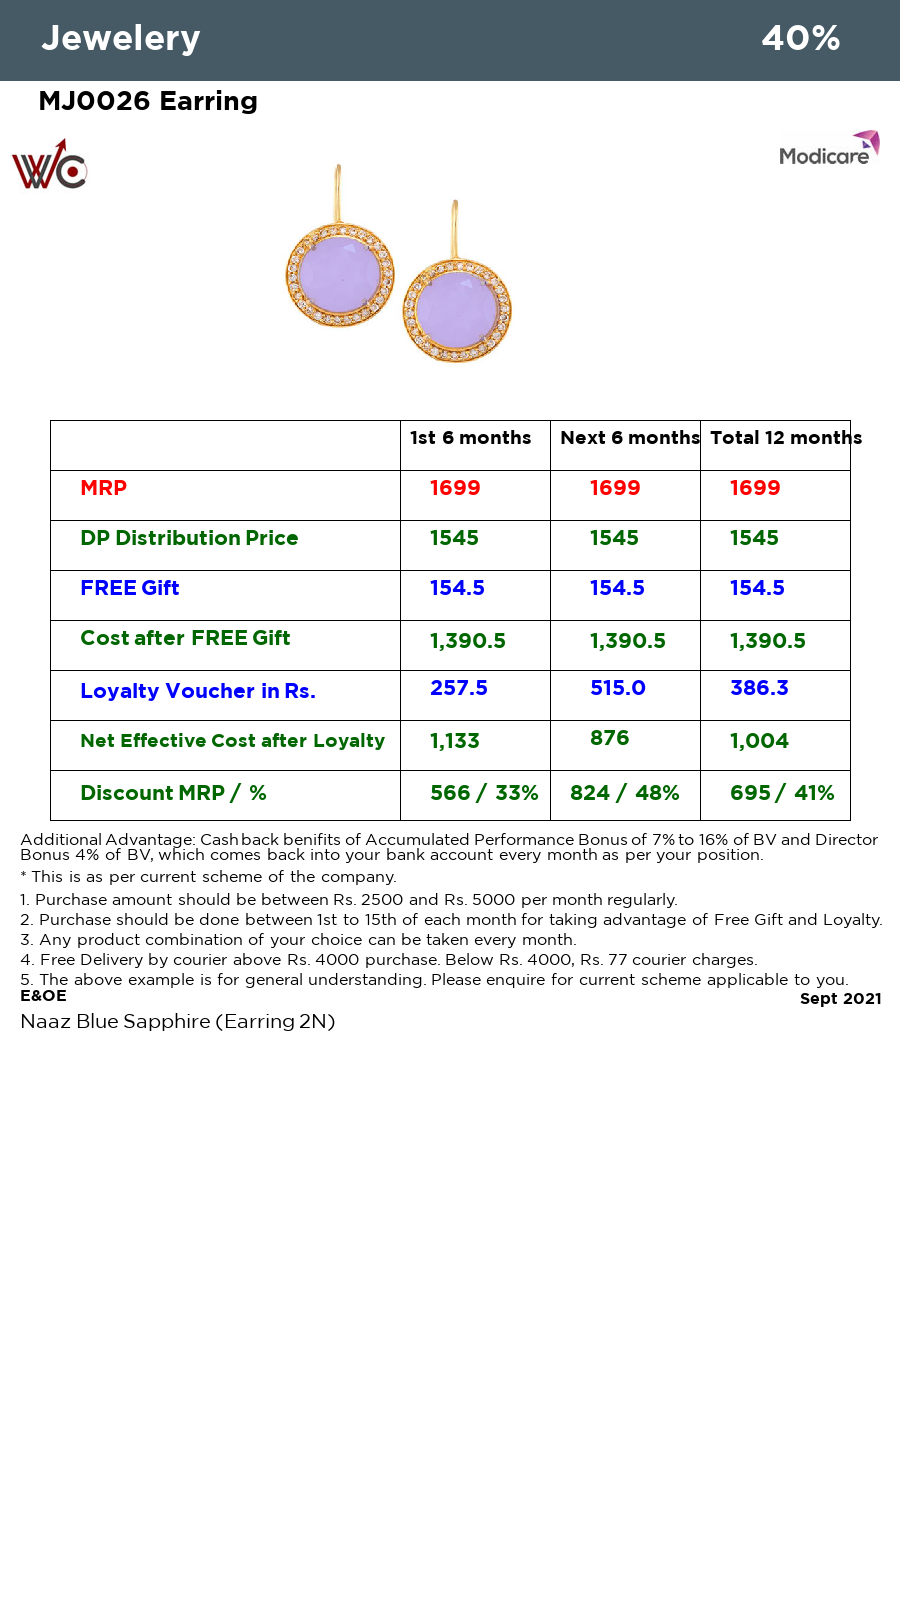 Jewelery 40%
MJ0026 Earring
WC
Modicare
1st 6 months Next 6 months Total 12 months
MRP 1699 1699 1699
DP Distribution Price 1545 1545 1545
FREE Gift 154.5 154.5 154.5
Cost after FREE Gift 1,390.5 1,390.5 1,390.5
Loyalty Voucher in Rs. 257.5 515.0 386.3
Net Effective Cost after Loyalty 1,133 876 1,004
Discount MRP / % 566 / 33% 824 / 48% 695 / 41%
Additional Advantage: Cashback benifits of Accumulated Performance Bonus of 7% to 16% of BV and Director
Bonus 4% of BV, which comes back into your bank account every month as per your position.
* This is as per current scheme of the company.
1. Purchase amount should be between Rs. 2500 and Rs. 5000 per month regularly.
2. Purchase should be done between 1st to 15th of each month for taking advantage of Free Gift and Loyalty.
3. Any product combination of your choice can be taken every month.
4. Free Delivery by courier above Rs. 4000 purchase. Below Rs. 4000, Rs. 77 courier charges.
5. The above example is for general understanding. Please enquire for current scheme applicable to you.
E&OE Sept 2021
Naaz Blue Sapphire (Earring 2N)